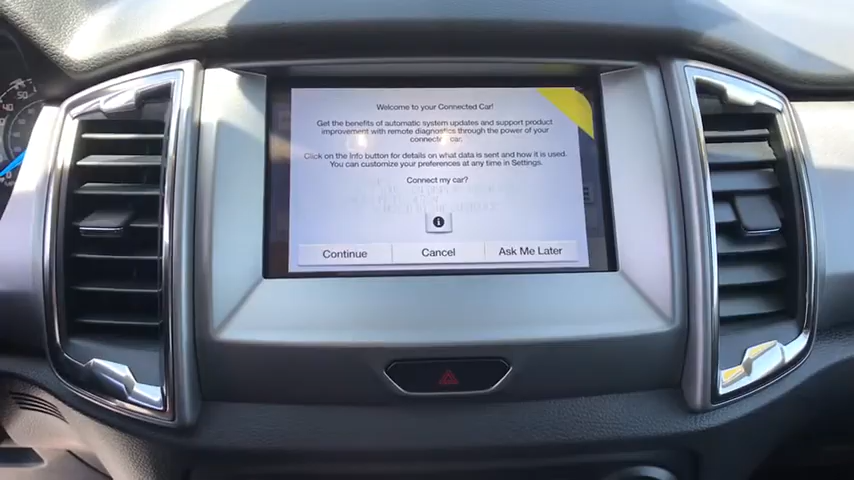 Welcome to your Connected Car!
Get the benefits of automatic system updates and support product
improvement with remote diagnostics through the power of your
connected car.
Click on the Info button for details on what data is sent and how it is used.
You can customize your preferences at any time in Settings.
Connect my car?
i
Continue Cancel Ask Me Later